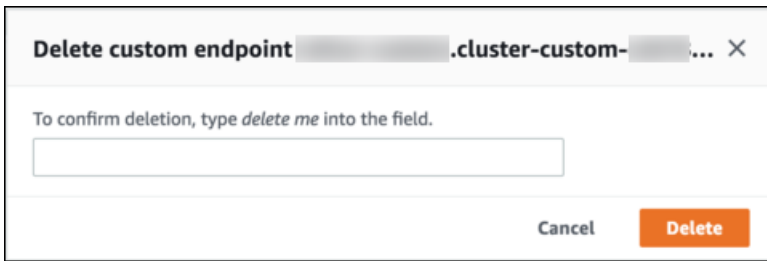 Delete custom endpoint .cluster-custom- ... ×
To confirm deletion, type delete me into the field.
Cancel Delete